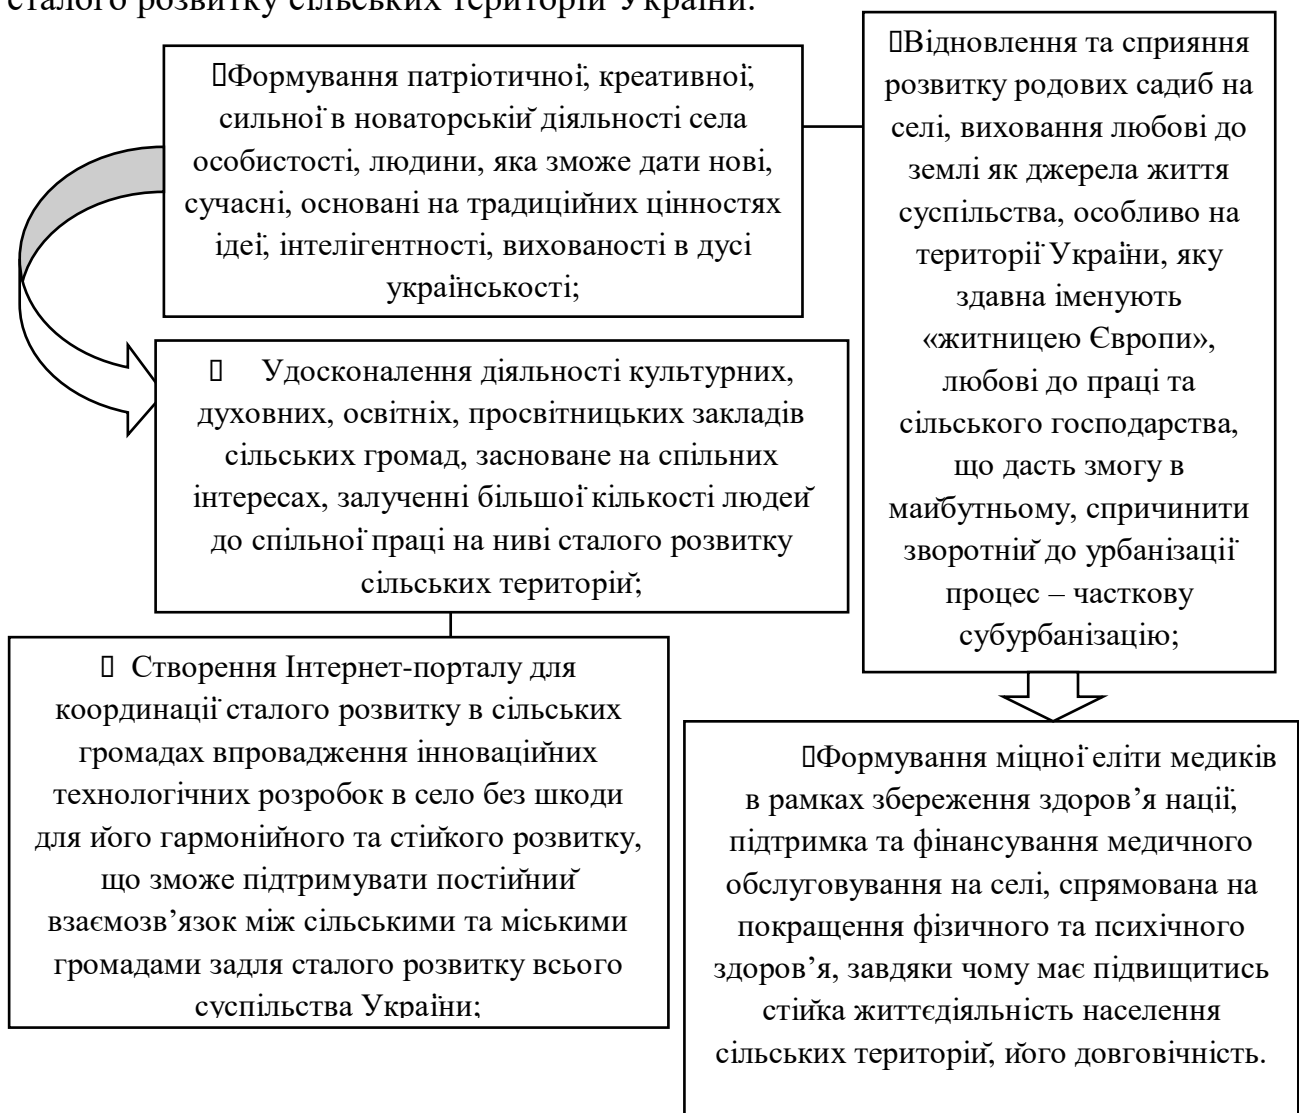 сталого розвитку сільських територій України.
Формування патріотичної, креативної,
сильної в новаторській діяльності села
особистості, людини, яка зможе дати нові,
сучасні, основані на традиційних цінностях
ідеї, інтелігентності, вихованості в дусі
українськості;
Відновлення та сприяння
розвитку родових садиб на
селі, виховання любові до
землі як джерела життя
суспільства, особливо на
території України, яку
здавна іменують
«житницею Європи»,
любові до праці та
сільського господарства,
що дасть змогу в
майбутньому, спричинити
зворотній до урбанізації
процес – часткову
субурбанізацію;
Удосконалення діяльності культурних,
духовних, освітніх, просвітницьких закладів
сільських громад, засноване на спільних
інтересах, залученні більшої кількості людей
до спільної праці на ниві сталого розвитку
сільських територій;
Створення Інтернет-порталу для
координації сталого розвитку в сільських
громадах впровадження інноваційних
технологічних розробок в село без шкоди
для його гармонійного та стійкого розвитку,
що зможе підтримувати постійний
взаємозв’язок між сільськими та міськими
громадами задля сталого розвитку всього
суспільства України;
Формування міцної еліти медиків
в рамках збереження здоров’я нації,
підтримка та фінансування медичного
обслуговування на селі, спрямована на
покращення фізичного та психічного
здоров’я, завдяки чому має підвищитись
стійка життєдіяльність населення
сільських територій, його довговічність.